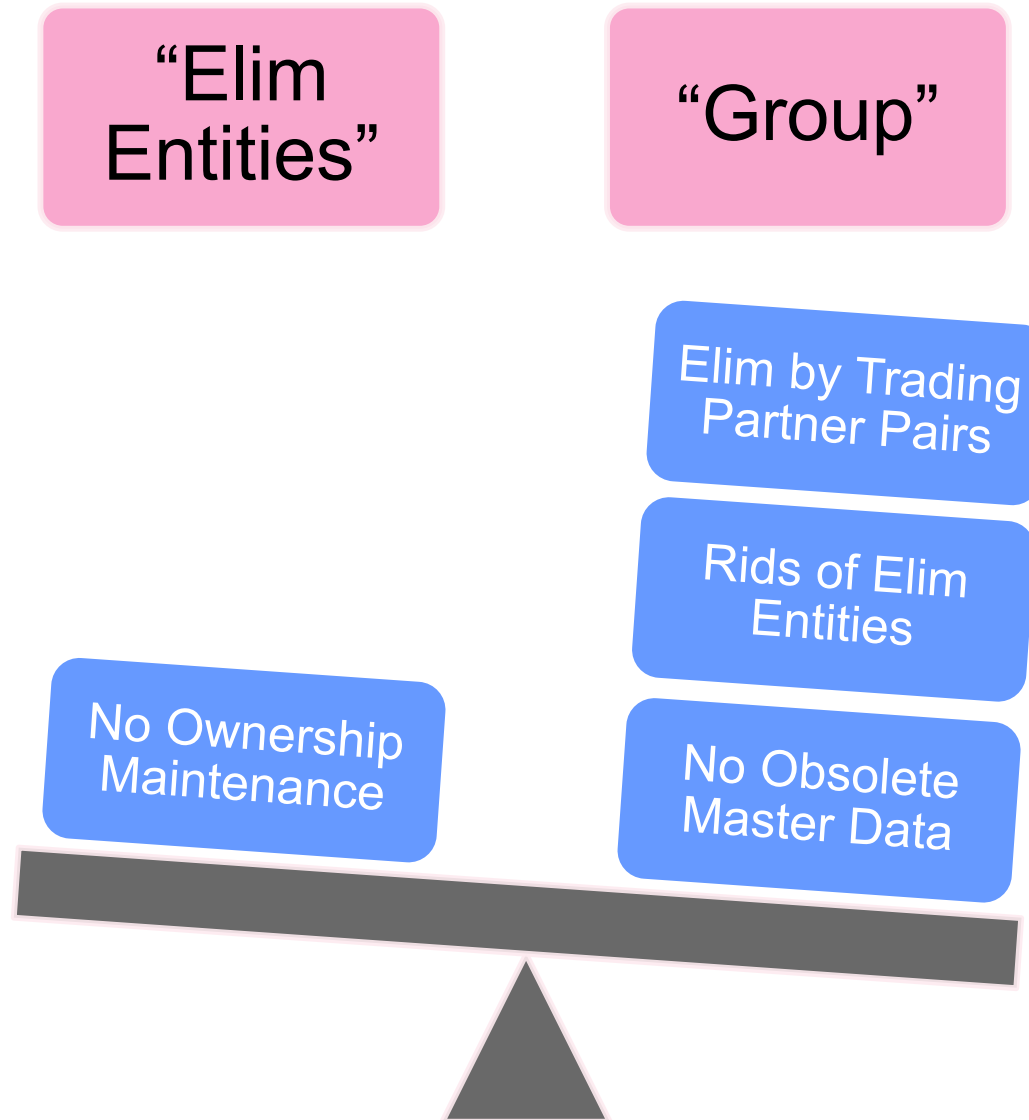 “Elim
Entities”
“Group”
Elim by Trading
Partner Pairs
Rids of Elim
Entities
No Ownership
Maintenance
No Obsolete
Master Data